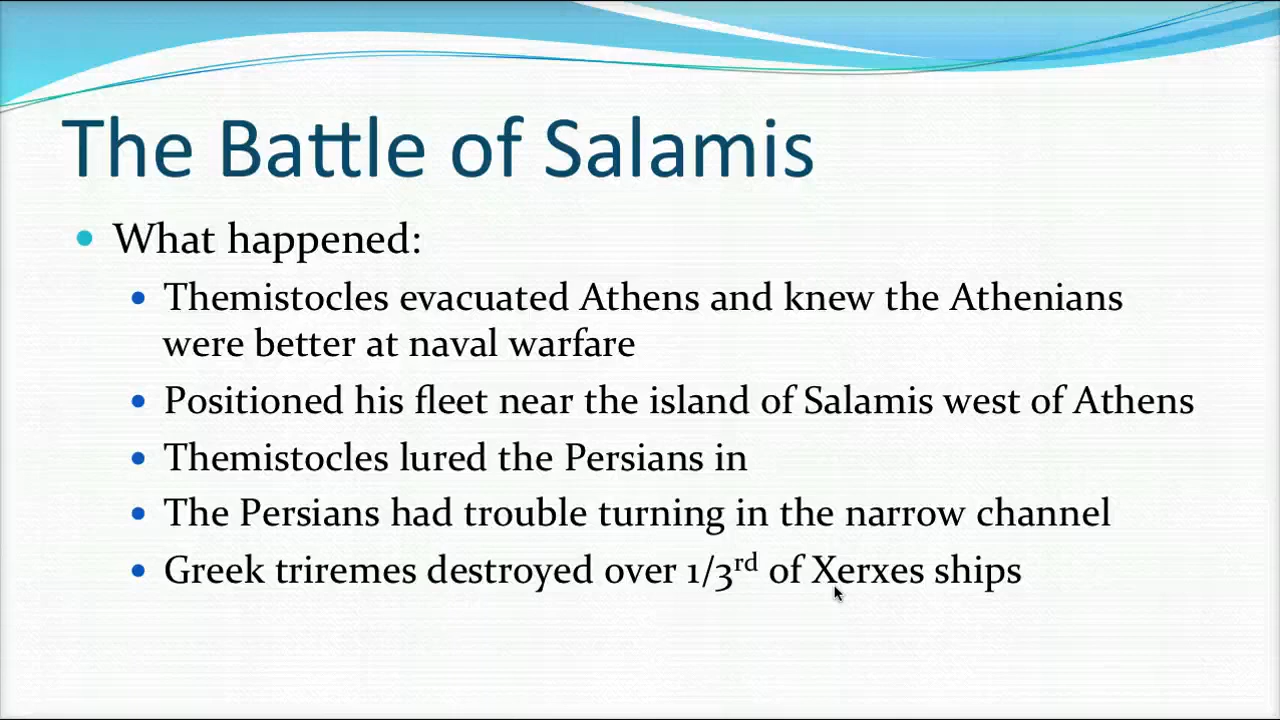 The Battle of Salamis
What happened:
Themistocles evacuated Athens and knew the Athenians
were better at naval warfare
Positioned his fleet near the island of Salamis west of Athens
Themistocles lured the Persians in
The Persians had trouble turning in the narrow channel
Greek triremes destroyed over 1/3rd of Xerxes ships